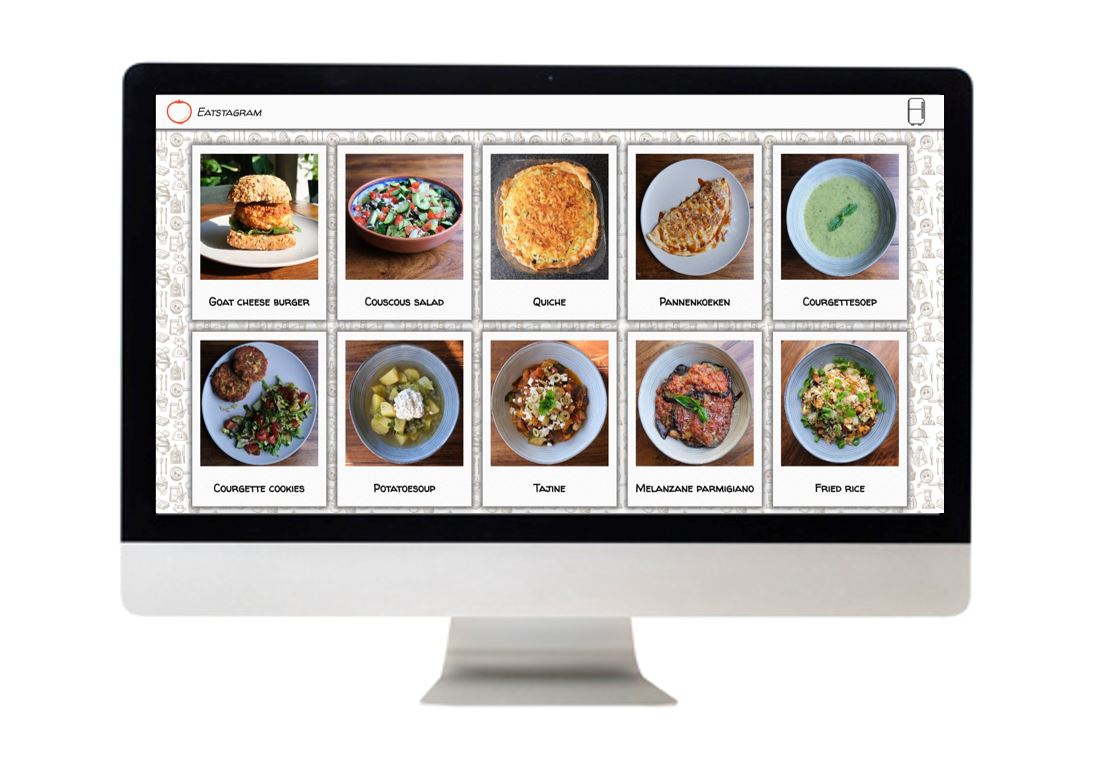 Eatstagram
Goat cheese burger
Couscous salad
Quiche
Pannenkoeken
Courgettesoep
Courgette cookies
Potatoesoup
Tajine
Melanzane parmigiano
Fried rice